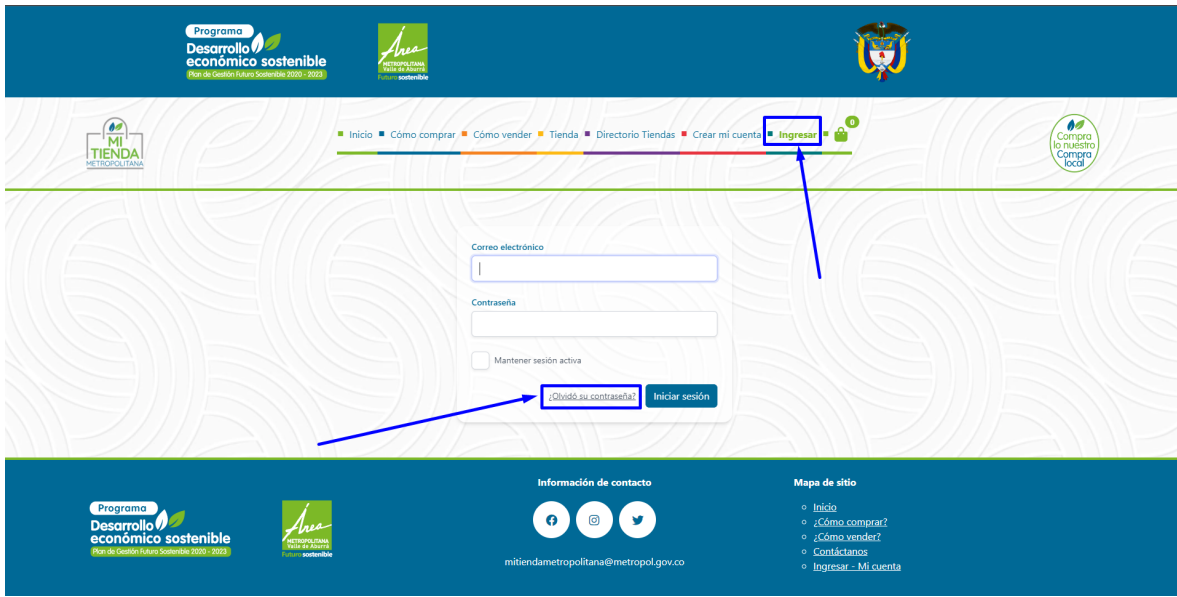 Programa
Desarrollo
económico sostenible
Plan de Gestión Futuro Sostenible 2020 - 2023
Área
METROPOLITANA
Valle de Aburrá
Futuro sostenible
MI
TIENDA
METROPOLITANA
Inicio Cómo comprar Cómo vender Tienda Directorio Tiendas Crear mi cuenta Ingresar 0
Compra
lo nuestro
Compra
local
Correo electrónico
Contraseña
Mantener sesión activa
¿Olvidó su contraseña? Iniciar sesión
Programa
Desarrollo
económico sostenible
Plan de Gestión Futuro Sostenible 2020 - 2023
Área
METROPOLITANA
Valle de Aburrá
Futuro sostenible
Información de contacto
mitiendametropolitana@metropol.gov.co
Mapa de sitio
Inicio
¿Cómo comprar?
¿Cómo vender?
Contáctanos
Ingresar - Mi cuenta